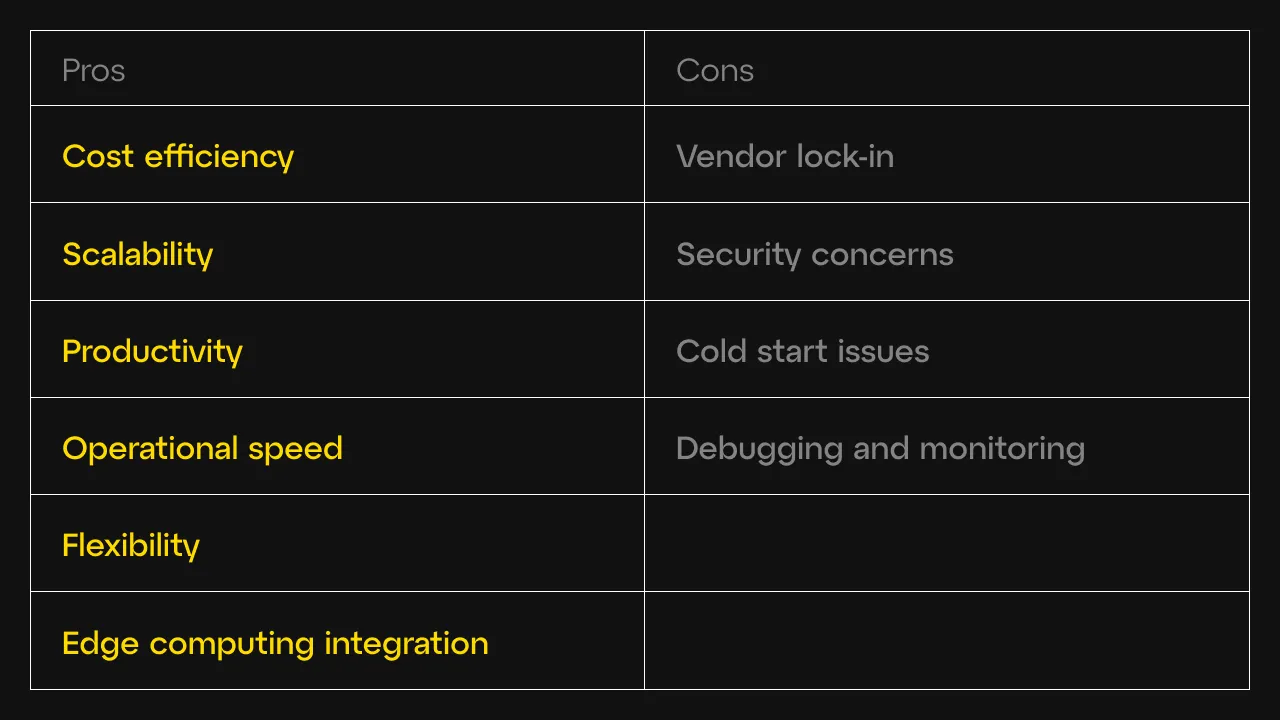 Pros
Cons
Cost efficiency
Vendor lock-in
Scalability
Security concerns
Productivity
Cold start issues
Operational speed
Debugging and monitoring
Flexibility
Edge computing integration